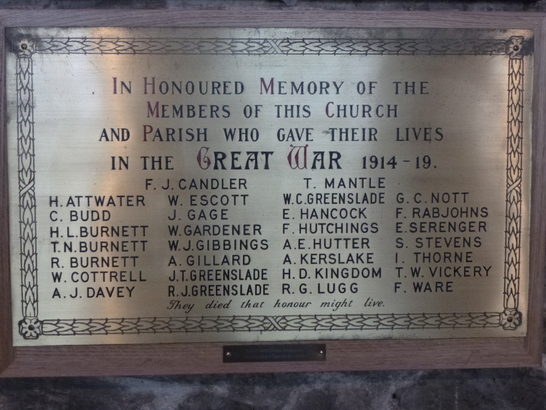 IN HONOURED MEMORY OF THE
MEMBERS OF THIS CHURCH
AND PARISH WHO GAVE THEIR LIVES
IN THE GREAT WAR 1914-19.
F. J. CANDLER T. MANTLE
H. ATTWATER W. ESCOTT W. C. GREENSLADE G. C. NOTT
C. BUDD J. GAGE E. HANCOCK F. RABJOHNS
H. L. BURNETT W. GARDENER F. HUTCHINGS E. SERENGER
T. N. BURNETT W. J. GIBBINGS A. E. HUTTER S. STEVENS
R. BURNETT A. GILLARD A. KERSLAKE I. THORNE
W. COTTRELL J. T. GREENSLADE H. D. KINGDOM T. W. VICKERY
A. J. DAVEY R. J. GREENSLADE R. G. LUGG F. WARE
They died that honour might live.